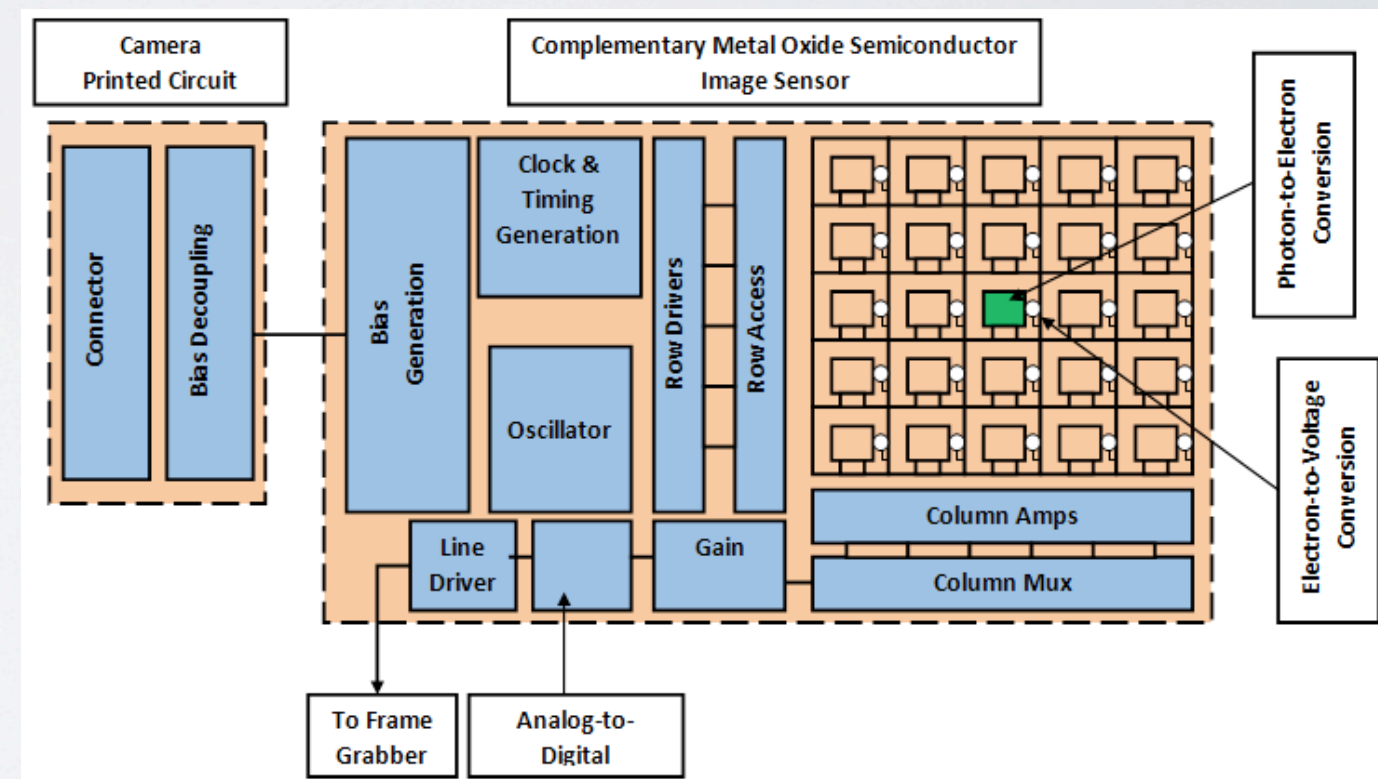 Camera
Printed Circuit
Complementary Metal Oxide Semiconductor
Image Sensor
Photon-to-Electron
Conversion
Connector
Bias Decoupling
Bias
Generation
Clock &
Timing
Generation
Oscillator
Row Drivers
Row Access
Electron-to-Voltage
Conversion
Column Amps
Column Mux
Gain
Line
Driver
To Frame
Grabber
Analog-to-
Digital